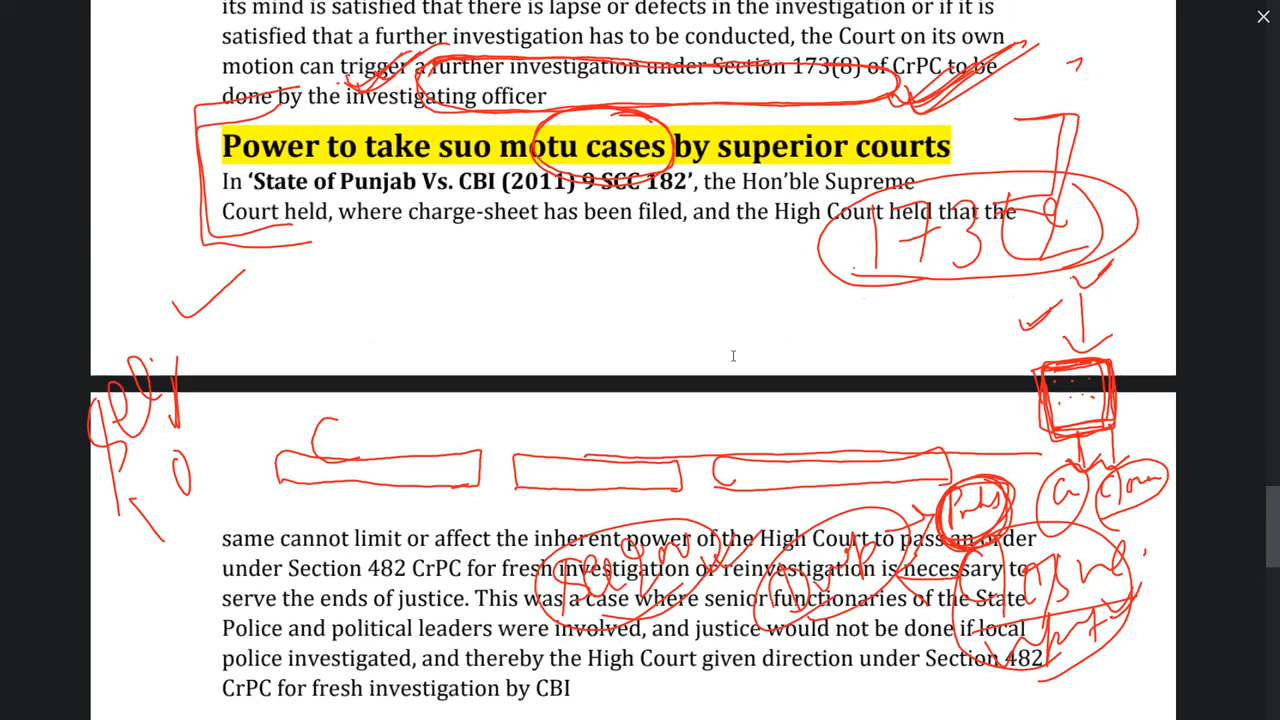 its mind is satisfied that there is lapse or defects in the investigation or if it is
satisfied that a further investigation has to be conducted, the Court on its own
motion can trigger a further investigation under Section 173(8) of CrPC to be
done by the investigating officer
Power to take suo motu cases by superior courts
In ‘State of Punjab Vs. CBI (2011) 9 SCC 182’, the Hon’ble Supreme
Court held, where charge-sheet has been filed, and the High Court held that the
173
C
same cannot limit or affect the inherent power of the High Court to pass an order
under Section 482 CrPC for fresh investigation or reinvestigation is necessary to
serve the ends of justice. This was a case where senior functionaries of the State
Police and political leaders were involved, and justice would not be done if local
police investigated, and thereby the High Court given direction under Section 482
CrPC for fresh investigation by CBI